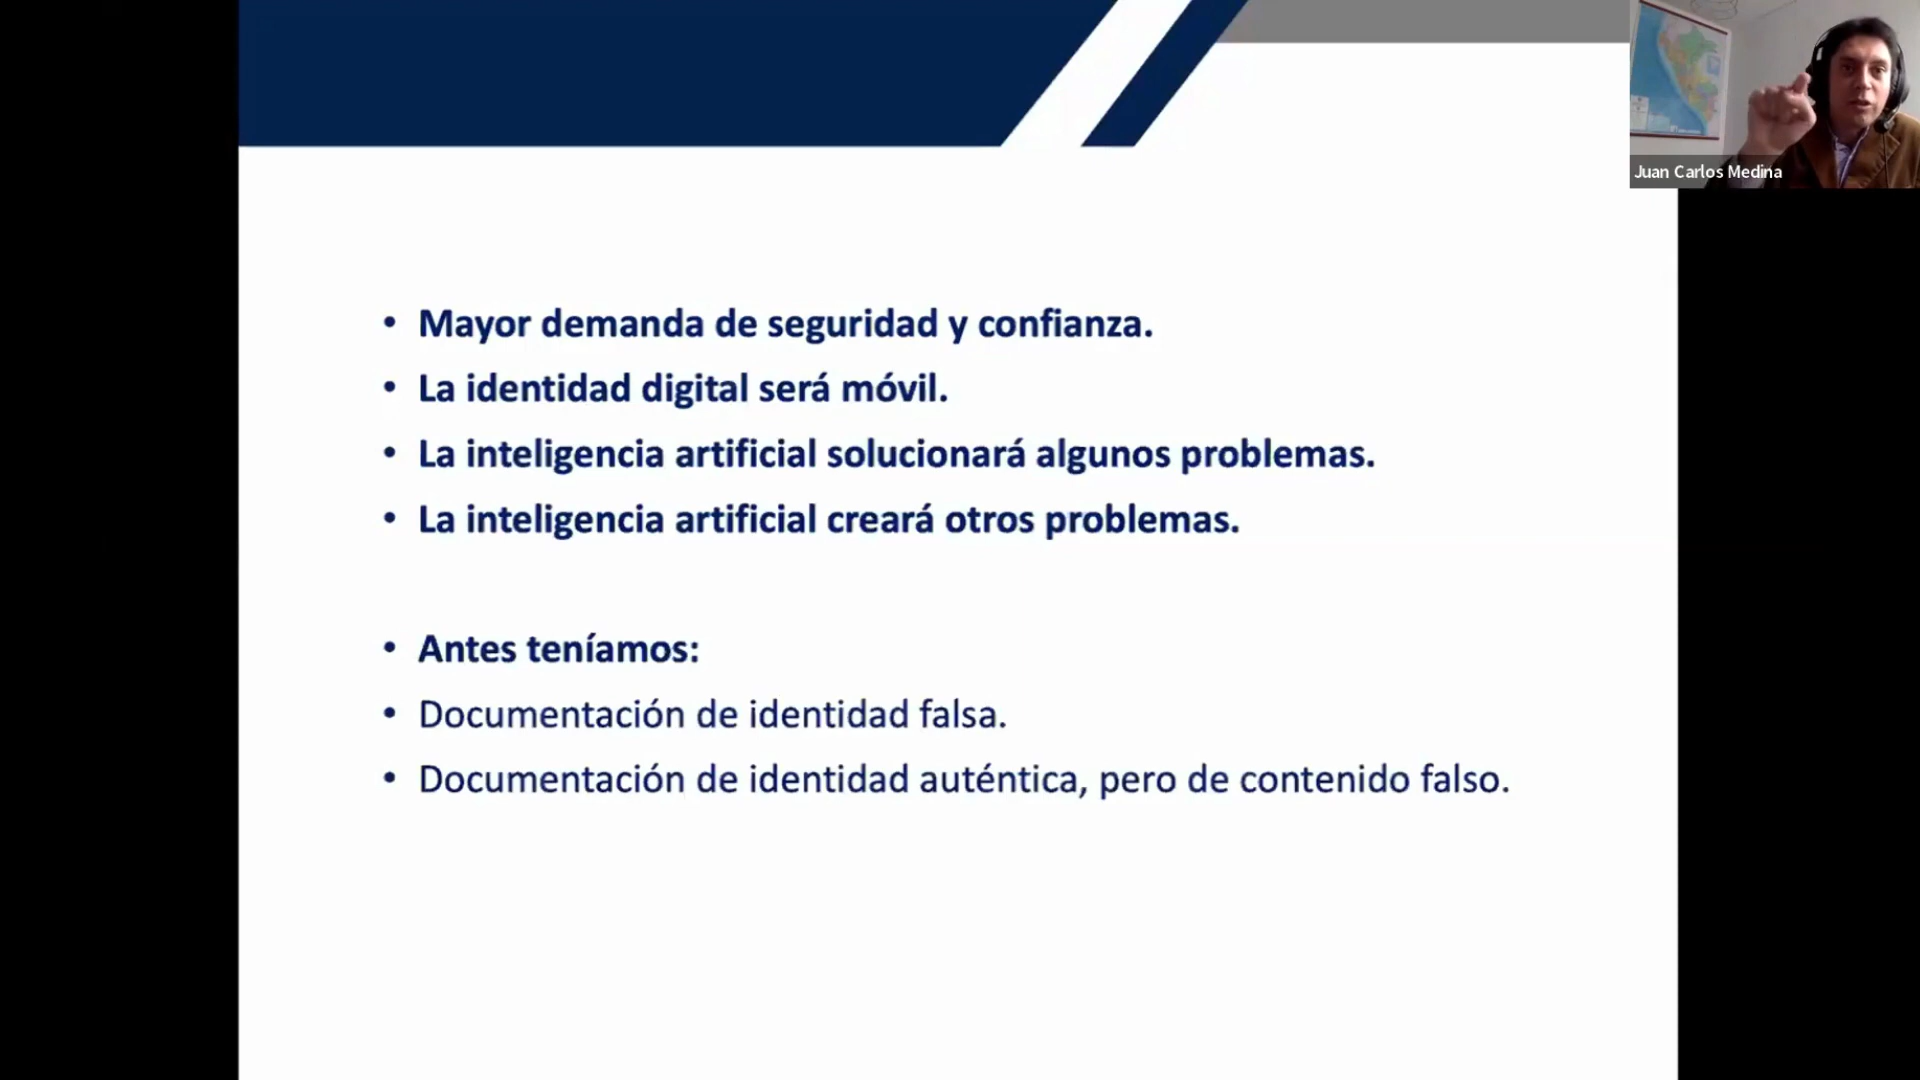 Juan Carlos Medina
• Mayor demanda de seguridad y confianza.
• La identidad digital será móvil.
• La inteligencia artificial solucionará algunos problemas.
• La inteligencia artificial creará otros problemas.
• Antes teníamos:
• Documentación de identidad falsa.
• Documentación de identidad auténtica, pero de contenido falso.